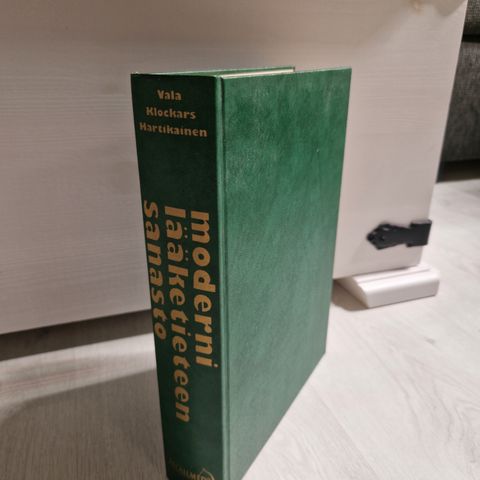 Vala
Klockars
Hartikainen
moderni
lääketieteen
sanasto